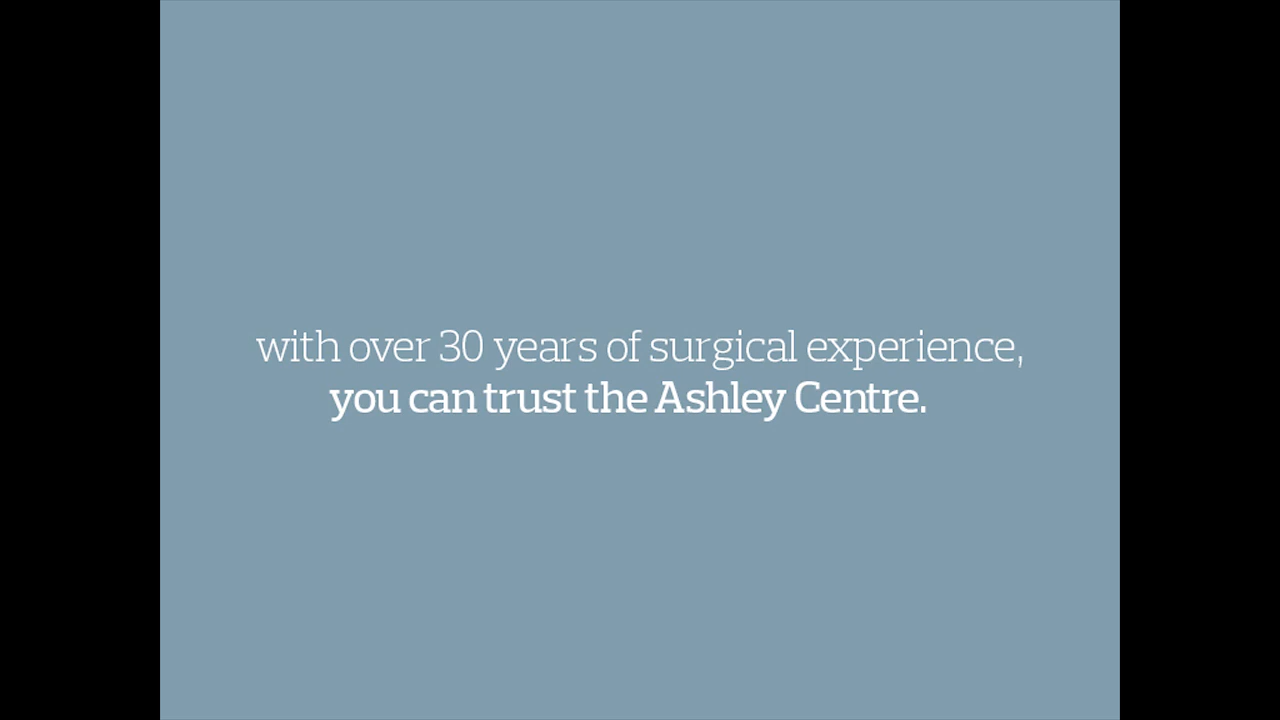 with over 30 years of surgical experience,
you can trust the Ashley Centre.